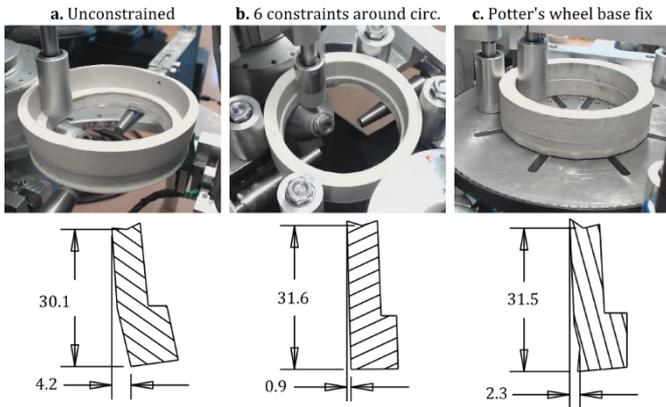 a. Unconstrained
b. 6 constraints around circ.
c. Potter's wheel base fix
30.1
4.2
31.6
0.9
31.5
2.3